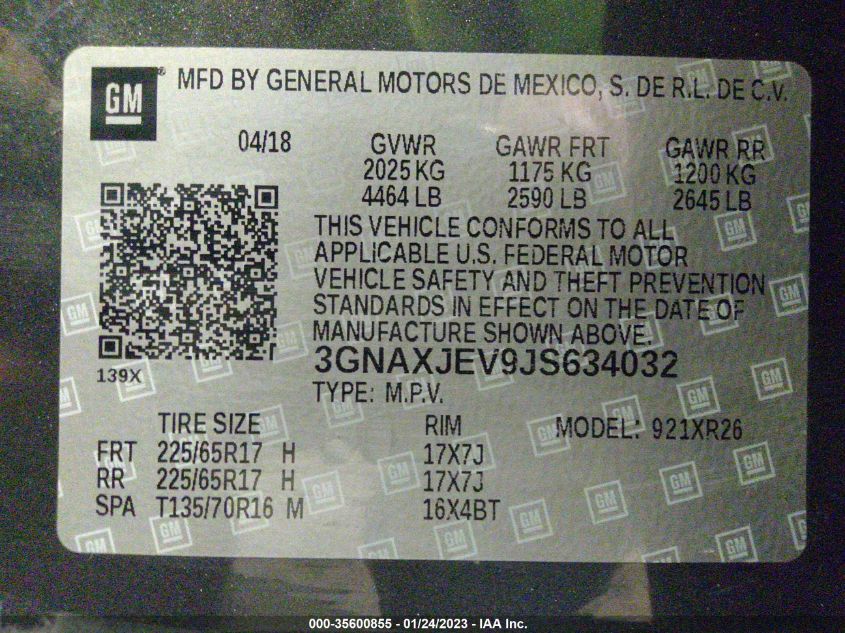 GM® MFD BY GENERAL MOTORS DE MEXICO, S. DE R.L. DE C.V.
04/18 GVWR GAWR FRT GAWR RR
2025 KG 1175 KG 1200 KG
4464 LB 2590 LB 2645 LB
THIS VEHICLE CONFORMS TO ALL
APPLICABLE U.S. FEDERAL MOTOR
VEHICLE SAFETY AND THEFT PREVENTION
STANDARDS IN EFFECT ON THE DATE OF
MANUFACTURE SHOWN ABOVE.
3GNAXJEV9JS634032
139X
TYPE: M.P.V.
TIRE SIZE RIM MODEL: 921XR26
FRT 225/65R17 H 17X7J
RR 225/65R17 H 17X7J
SPA T135/70R16 M 16X4BT
000-35600855 - 01/24/2023 - IAA Inc.